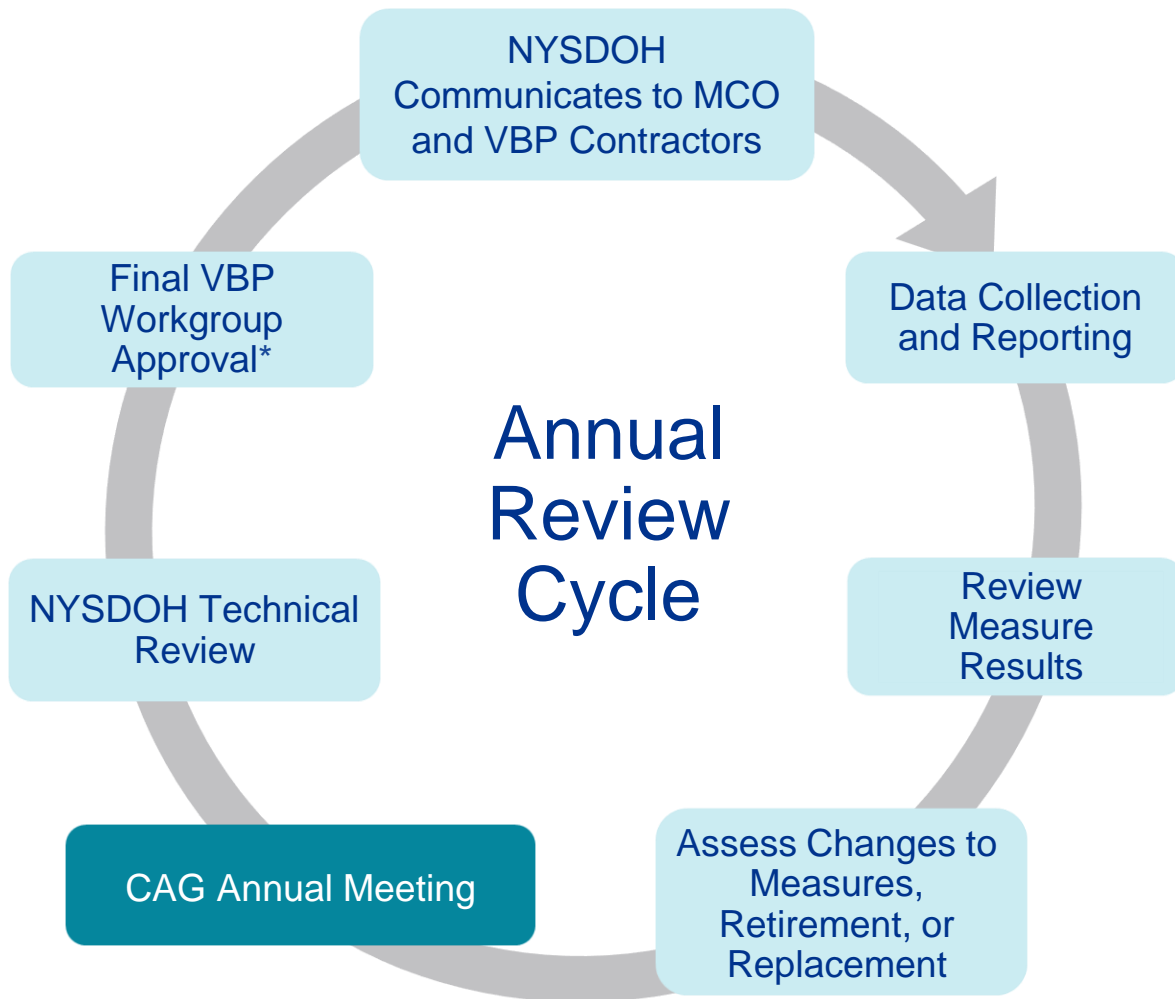 NYSDOH
Communicates to MCO
and VBP Contractors
Data Collection
and Reporting
Review
Measure
Results
Assess Changes to
Measures,
Retirement, or
Replacement
CAG Annual Meeting
NYSDOH Technical
Review
Final VBP
Workgroup
Approval*
Annual
Review
Cycle